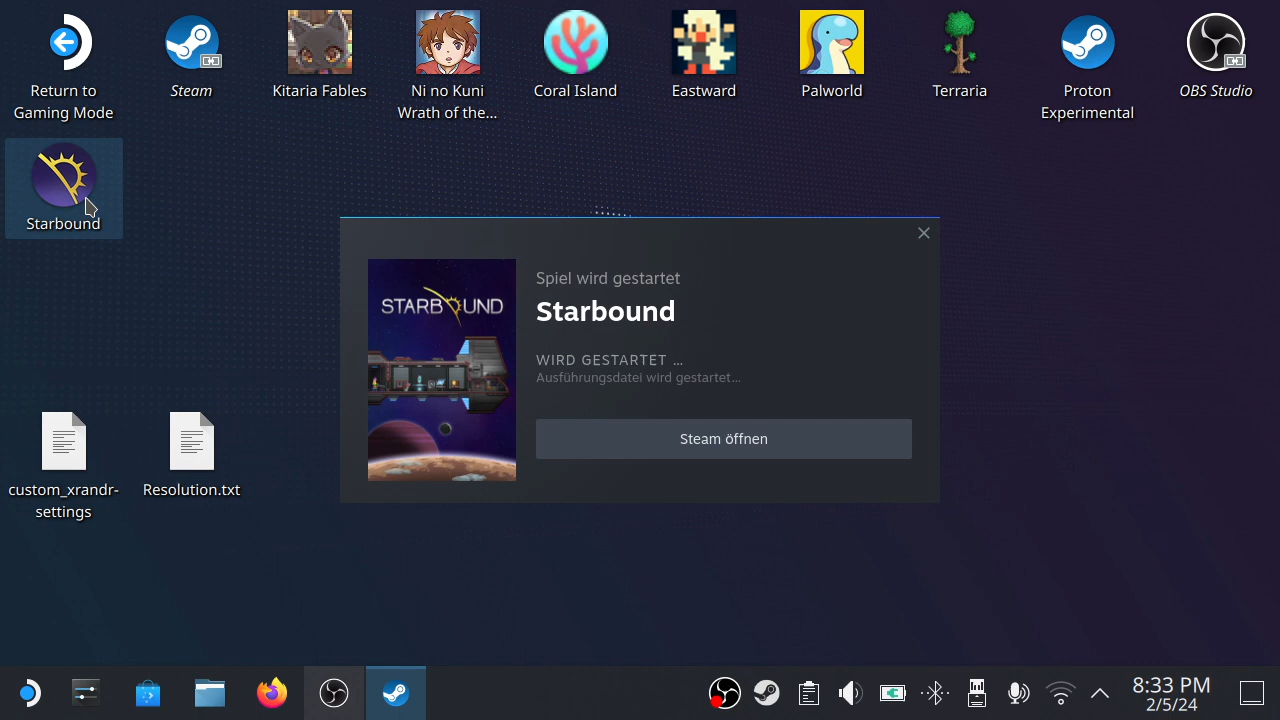 Return to
Gaming Mode
Steam
Kitaria Fables
Ni no Kuni
Wrath of the...
Coral Island
Eastward
Palworld
Terraria
Proton
Experimental
OBS Studio
Starbound
Spiel wird gestartet
Starbound
STARBOUND
WIRD GESTARTET ...
Ausführungsdatei wird gestartet...
Steam öffnen
custom_xrandr-
settings
Resolution.txt
8:33 PM
2/5/24